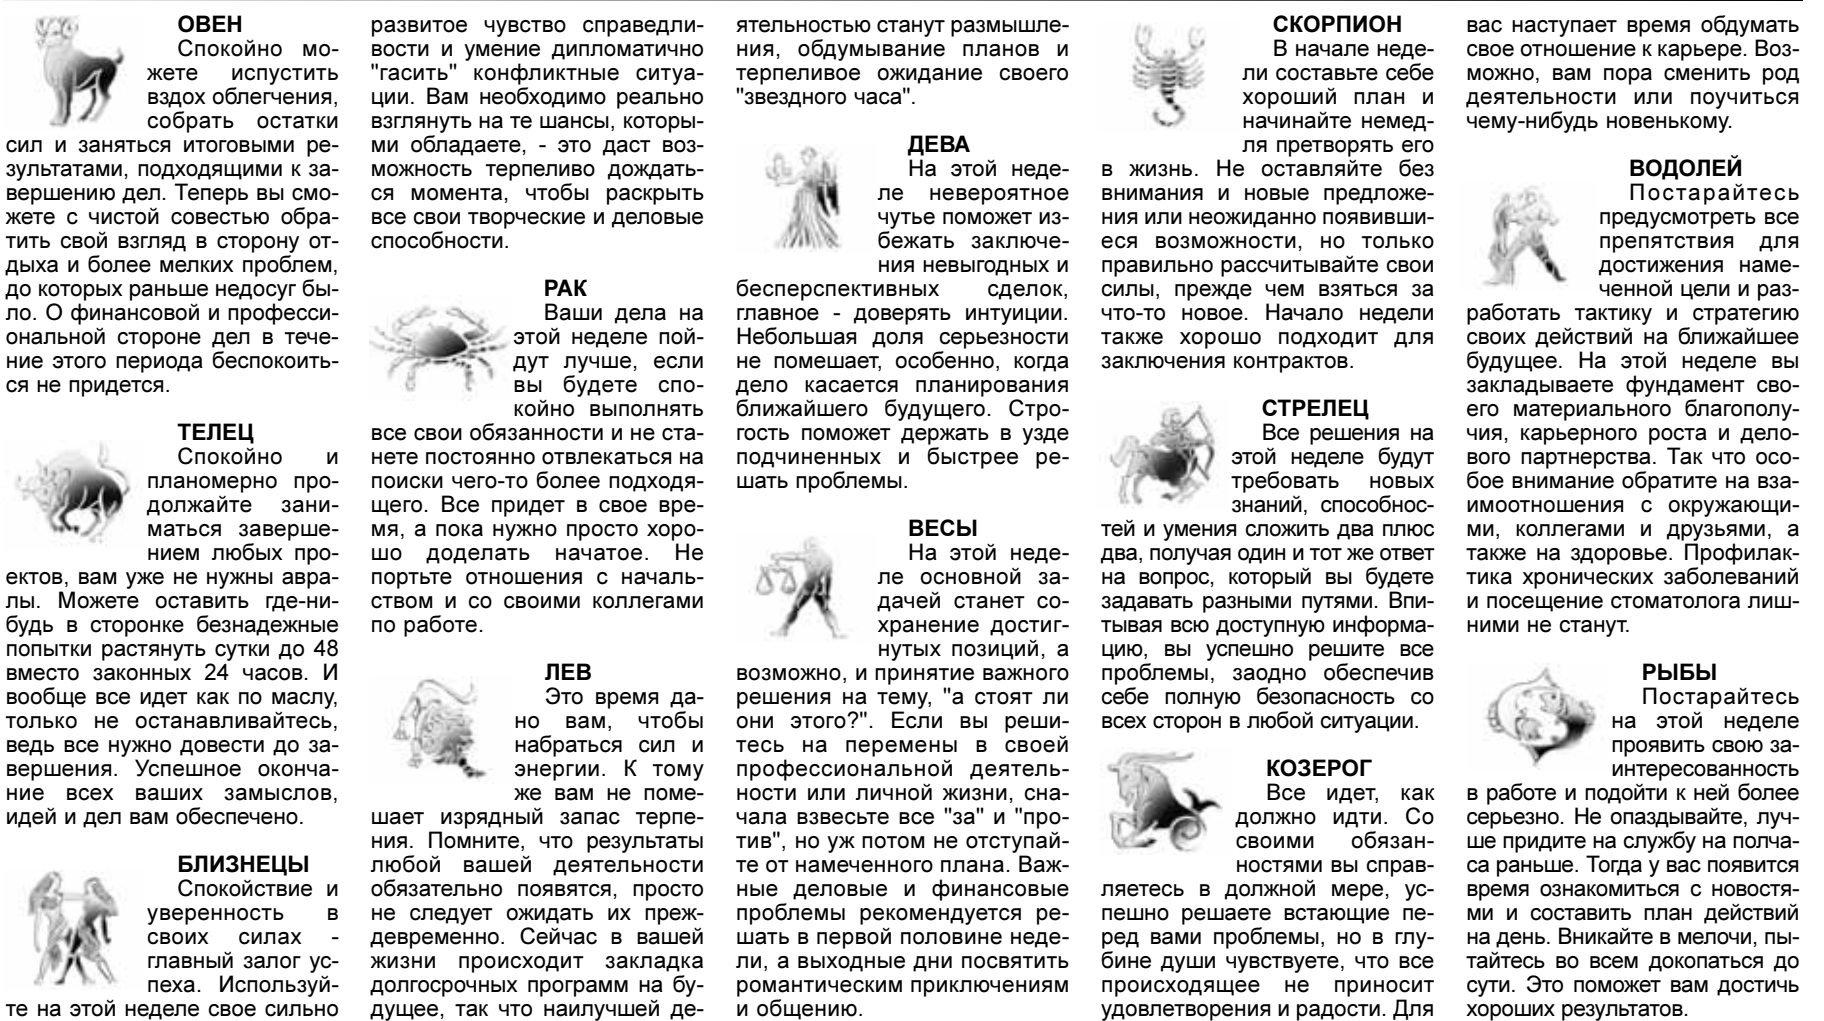 ОВЕН
Спокойно мо-
жете испустить
вздох облегчения,
собрать остатки
сил и заняться итоговыми ре-
зультатами, подходящими к за-
вершению дел. Теперь вы смо-
жете с чистой совестью обра-
тить свой взгляд в сторону от-
дыха и более мелких проблем,
до которых раньше недосуг бы-
ло. О финансовой и професси-
ональной стороне дел в тече-
ние этого периода беспокоить-
ся не придется.
ТЕЛЕЦ
Спокойно и
планомерно про-
должайте зани-
маться заверше-
нием любых про-
ектов, вам уже не нужны авра-
лы. Можете оставить где-ни-
будь в сторонке безнадежные
попытки растянуть сутки до 48
вместо законных 24 часов. И
вообще все идет как по маслу,
только не останавливайтесь,
ведь все нужно довести до за-
вершения. Успешное оконча-
ние всех ваших замыслов,
идей и дел вам обеспечено.
БЛИЗНЕЦЫ
Спокойствие и
уверенность в
своих силах -
главный залог ус-
пеха. Используй-
те на этой неделе свое сильно
развитое чувство справедли-
вости и умение дипломатично
"гасить" конфликтные ситуа-
ции. Вам необходимо реально
взглянуть на те шансы, которы-
ми обладаете, - это даст воз-
можность терпеливо дождать-
ся момента, чтобы раскрыть
все свои творческие и деловые
способности.
РАК
Ваши дела на
этой неделе пой-
дут лучше, если
вы будете спо-
койно выполнять
все свои обязанности и не ста-
нете постоянно отвлекаться на
поиски чего-то более подходя-
щего. Все придет в свое вре-
мя, а пока нужно просто хоро-
шо доделать начатое. Не
портьте отношения с началь-
ством и со своими коллегами
по работе.
ЛЕВ
Это время да-
но вам, чтобы
набраться сил и
энергии. К тому
же вам не поме-
шает изрядный запас терпе-
ния. Помните, что результаты
любой вашей деятельности
обязательно появятся, просто
не следует ожидать их преж-
девременно. Сейчас в вашей
жизни происходит закладка
долгосрочных программ на бу-
дущее, так что наилучшей де-
ятельностью станут размышле-
ния, обдумывание планов и
терпеливое ожидание своего
"звездного часа".
ДЕВА
На этой неде-
ле невероятное
чутье поможет из-
бежать заключе-
ния невыгодных и
бесперспективных сделок,
главное - доверять интуиции.
Небольшая доля серьезности
не помешает, особенно, когда
дело касается планирования
ближайшего будущего. Стро-
гость поможет держать в узде
подчиненных и быстрее ре-
шать проблемы.
ВЕСЫ
На этой неде-
ле основной за-
дачей станет со-
хранение достиг-
нутых позиций, а
возможно, и принятие важного
решения на тему, "а стоят ли
они этого?". Если вы реши-
тесь на перемены в своей
профессиональной деятель-
ности или личной жизни, сна-
чала взвесьте все "за" и "про-
тив", но уж потом не отступай-
те от намеченного плана. Важ-
ные деловые и финансовые
проблемы рекомендуется ре-
шать в первой половине неде-
ли, а выходные дни посвятить
романтическим приключениям
и общению.
СКОРПИОН
В начале неде-
ли составьте себе
хороший план и
начинайте немед-
ля претворять его
в жизнь. Не оставляйте без
внимания и новые предложе-
ния или неожиданно появивши-
еся возможности, но только
правильно рассчитывайте свои
силы, прежде чем взяться за
что-то новое. Начало недели
также хорошо подходит для
заключения контрактов.
СТРЕЛЕЦ
Все решения на
этой неделе будут
требовать новых
знаний, способнос-
тей и умения сложить два плюс
два, получая один и тот же ответ
на вопрос, который вы будете
задавать разными путями. Впи-
тывая всю доступную информа-
цию, вы успешно решите все
проблемы, заодно обеспечив
себе полную безопасность со
всех сторон в любой ситуации.
КОЗЕРОГ
Все идет, как
должно идти. Со
своими обязан-
ностями вы справ-
ляетесь в должной мере, ус-
пешно решаете встающие пе-
ред вами проблемы, но в глу-
бине души чувствуете, что все
происходящее не приносит
удовлетворения и радости. Для
вас наступает время обдумать
свое отношение к карьере. Воз-
можно, вам пора сменить род
деятельности или поучиться
чему-нибудь новенькому.
ВОДОЛЕЙ
Постарайтесь
предусмотреть все
препятствия для
достижения наме-
ченной цели и раз-
работать тактику и стратегию
своих действий на ближайшее
будущее. На этой неделе вы
закладываете фундамент сво-
его материального благополу-
чия, карьерного роста и дело-
вого партнерства. Так что осо-
бое внимание обратите на вза-
имоотношения с окружающи-
ми, коллегами и друзьями, а
также на здоровье. Профилак-
тика хронических заболеваний
и посещение стоматолога лиш-
ними не станут.
РЫБЫ
Постарайтесь
на этой неделе
проявить свою за-
интересованность
в работе и подойти к ней более
серьезно. Не опаздывайте, луч-
ше придите на службу на полча-
са раньше. Тогда у вас появится
время ознакомиться с новостя-
ми и составить план действий
на день. Вникайте в мелочи, пы-
тайтесь во всем докопаться до
сути. Это поможет вам достичь
хороших результатов.